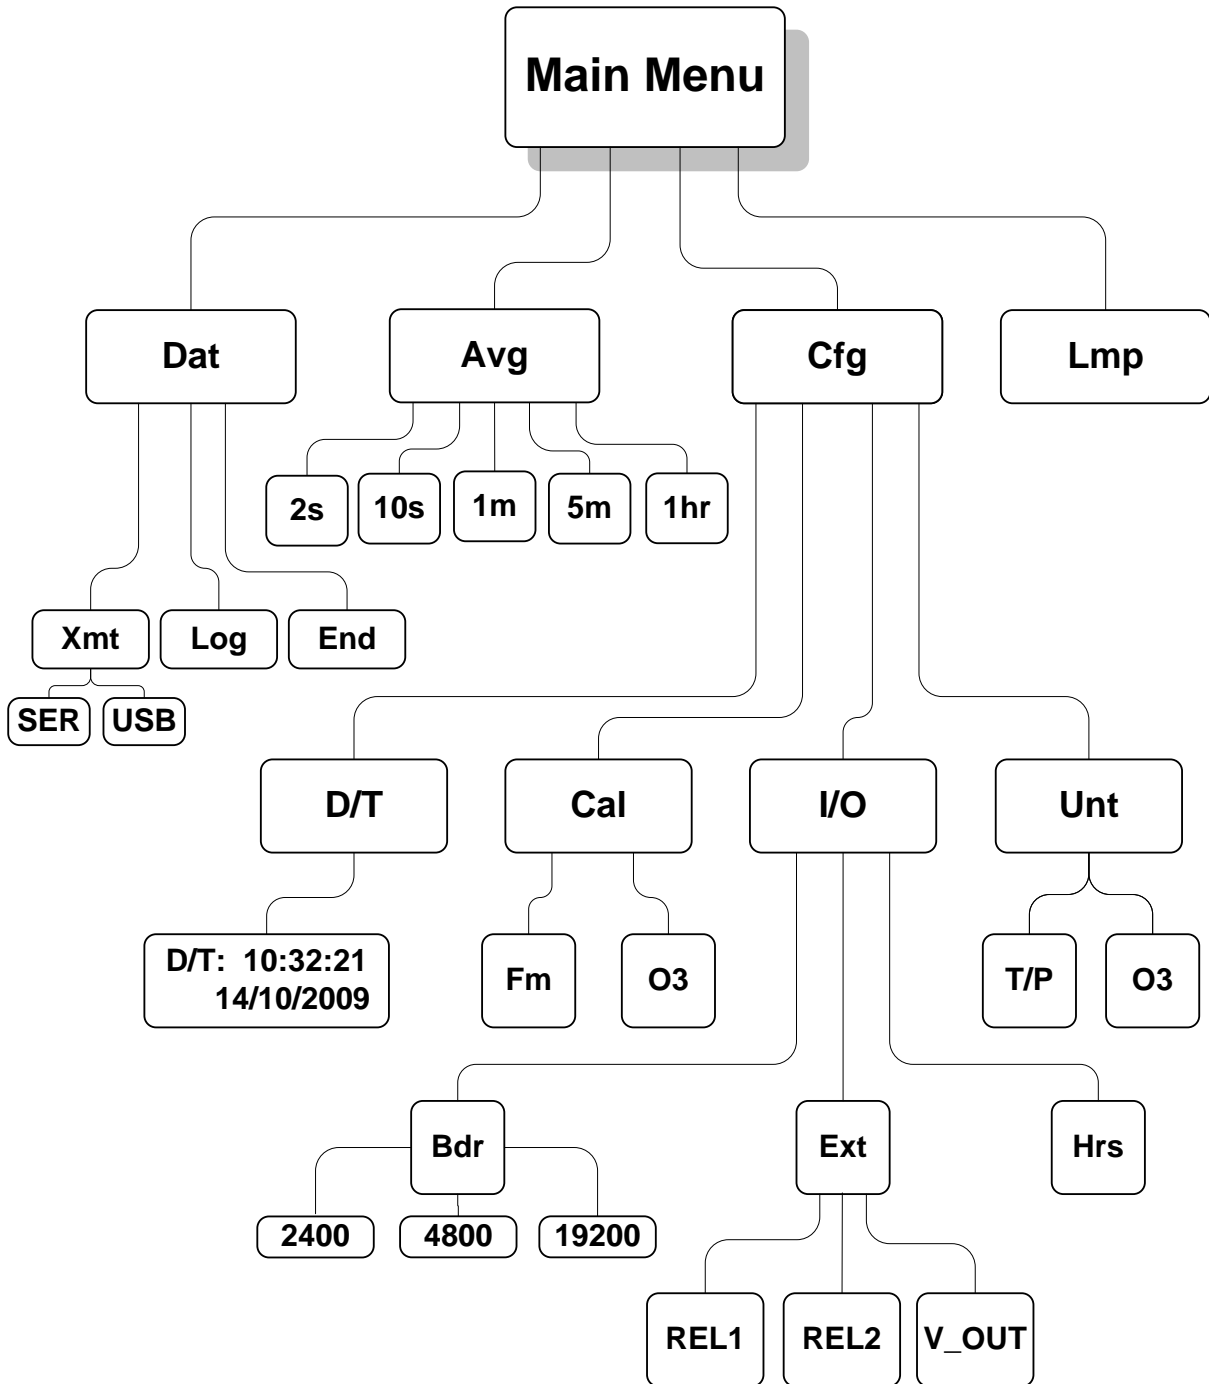 Main Menu
Dat
Avg
Cfg
Lmp
2s
10s
1m
5m
1hr
Xmt
Log
End
SER
USB
D/T
Cal
I/O
Unt
D/T: 10:32:21
14/10/2009
Fm
O3
T/P
O3
Bdr
Ext
Hrs
2400
4800
19200
REL1
REL2
V_OUT